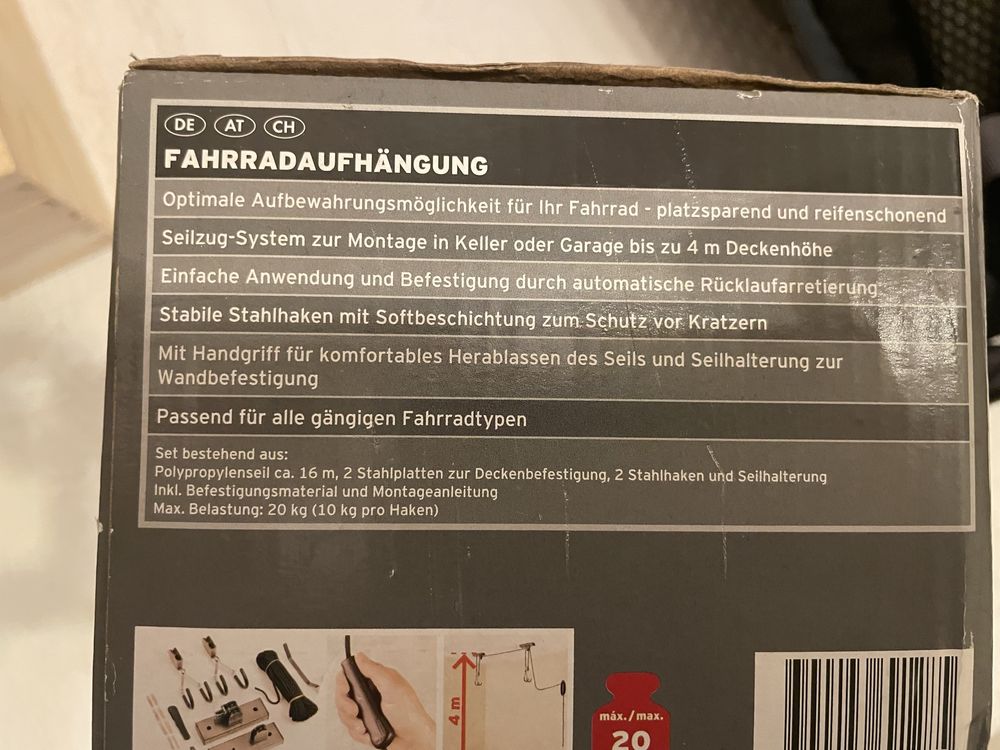 DE AT CH
FAHRRADAUFHÄNGUNG
Optimale Aufbewahrungsmöglichkeit für Ihr Fahrrad - platzsparend und reifenschonend
Seilzug-System zur Montage in Keller oder Garage bis zu 4 m Deckenhöhe
Einfache Anwendung und Befestigung durch automatische Rücklaufarretierung
Stabile Stahlhaken mit Softbeschichtung zum Schutz vor Kratzern
Mit Handgriff für komfortables Herablassen des Seils und Seilhalterung zur
Wandbefestigung
Passend für alle gängigen Fahrradtypen
Set bestehend aus:
Polypropylenseil ca. 16 m, 2 Stahlplatten zur Deckenbefestigung, 2 Stahlhaken und Seilhalterung
Inkl. Befestigungsmaterial und Montageanleitung
Max. Belastung: 20 kg (10 kg pro Haken)
4 m
máx./max.
20